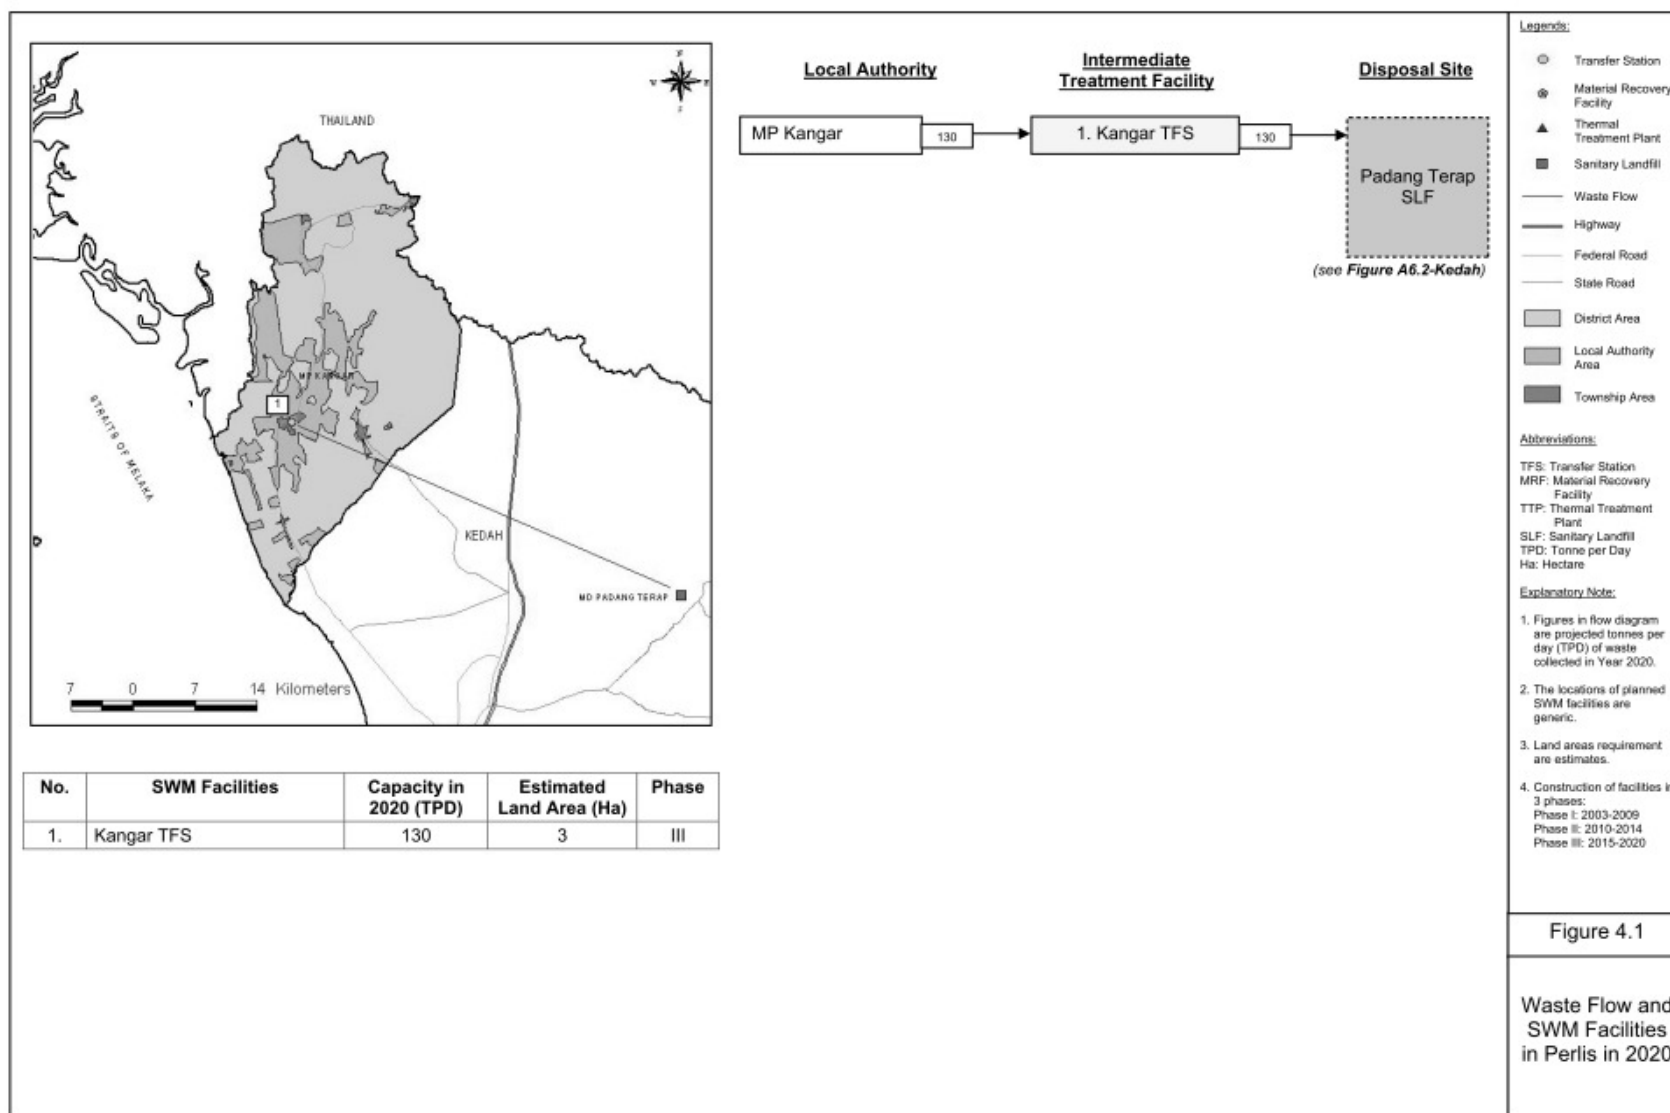 THAILAND
N
W
E
S
MP KANGAR
1
STRAITS OF MELAKA
KEDAH
MD PADANG TERAP
7 0 7 14 Kilometers
Local Authority
Intermediate
Treatment Facility
Disposal Site
MP Kangar 130
1. Kangar TFS 130
Padang Terap
SLF
(see Figure A6.2-Kedah)
No. SWM Facilities Capacity in 2020 (TPD) Estimated Land Area (Ha) Phase
1. Kangar TFS 130 3 III
Legends:
Transfer Station
Material Recovery
Facility
Thermal
Treatment Plant
Sanitary Landfill
Waste Flow
Highway
Federal Road
State Road
District Area
Local Authority
Area
Township Area
Abbreviations:
TFS: Transfer Station
MRF: Material Recovery
Facility
TTP: Thermal Treatment
Plant
SLF: Sanitary Landfill
TPD: Tonne per Day
Ha: Hectare
Explanatory Note:
1. Figures in flow diagram
are projected tonnes per
day (TPD) of waste
collected in Year 2020.
2. The locations of planned
SWM facilities are
generic.
3. Land areas requirement
are estimates.
4. Construction of facilities in
3 phases:
Phase I: 2003-2009
Phase II: 2010-2014
Phase III: 2015-2020
Figure 4.1
Waste Flow and
SWM Facilities
in Perlis in 2020